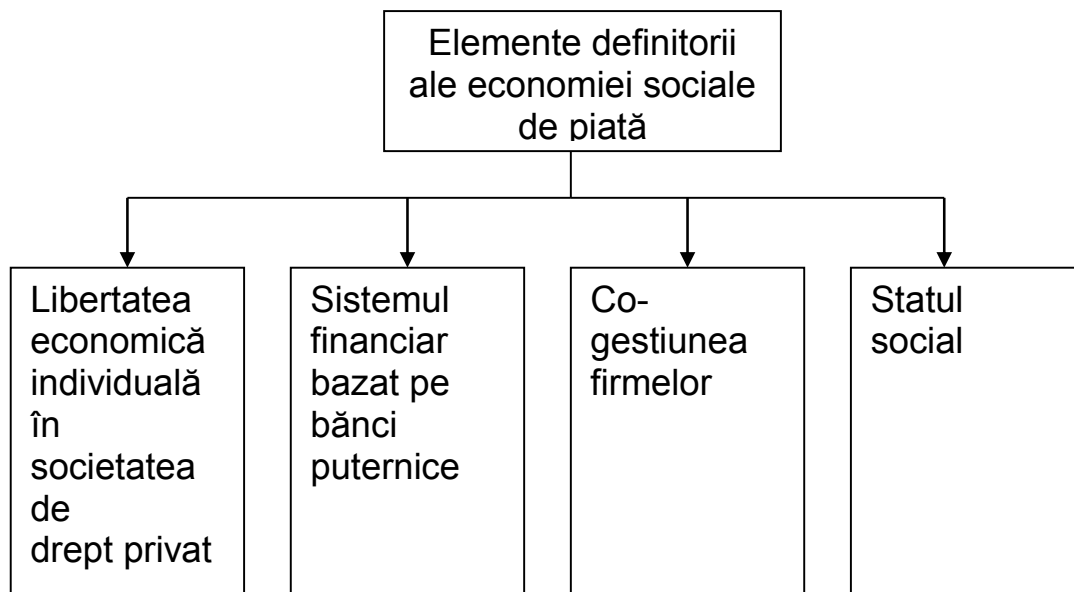 Elemente definitorii
ale economiei sociale
de piată
Libertatea
economică
individuală
în
societatea
de
drept privat
Sistemul
financiar
bazat pe
bănci
puternice
Co-
gestiunea
firmelor
Statul
social